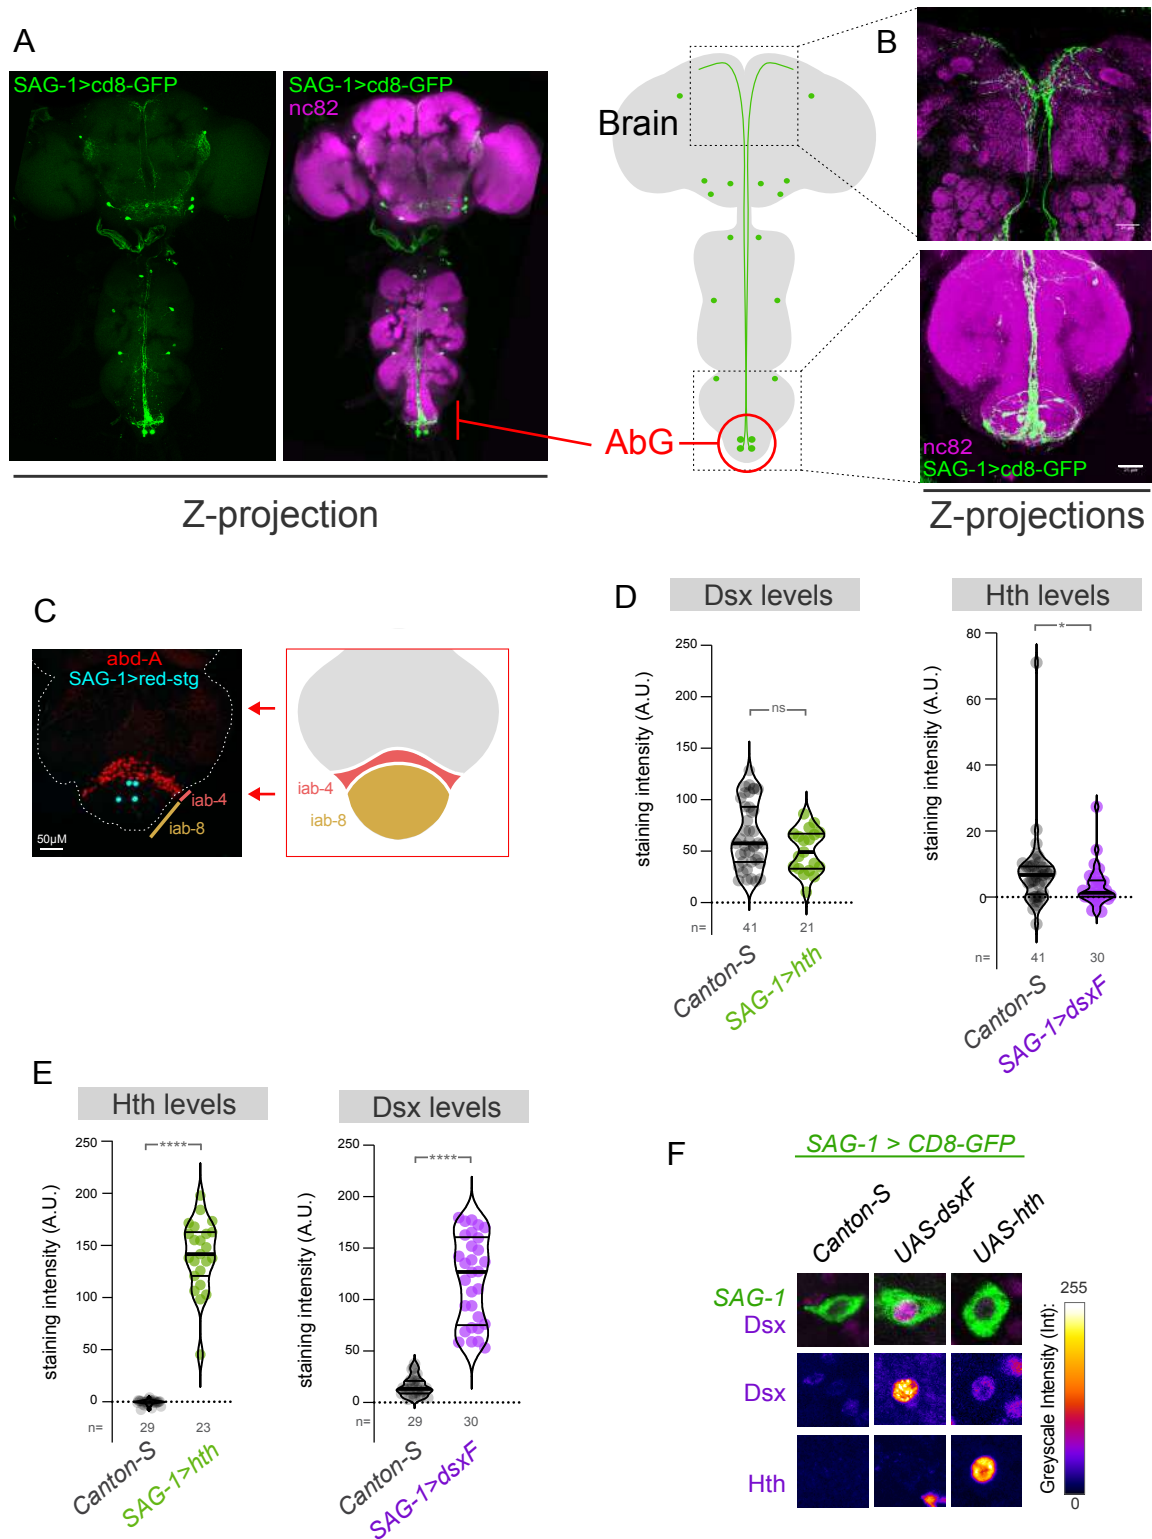 A
SAG-1>cd8-GFP
SAG-1>cd8-GFP
nc82
Z-projection
Brain
AbG
B
nc82
SAG-1>cd8-GFP
Z-projections
C
abd-A
SAG-1>red-stg
iab-4
iab-8
50µM
iab-4
iab-8
D
Dsx levels
staining intensity (A.U.)
250
200
150
100
50
0
ns
n=
41
21
Canton-S
SAG-1>hth
Hth levels
staining intensity (A.U.)
80
60
40
20
0
*
n=
41
30
Canton-S
SAG-1>dsxF
E
Hth levels
staining intensity (A.U.)
250
200
150
100
50
0
****
n=
29
23
Canton-S
SAG-1>hth
Dsx levels
staining intensity (A.U.)
250
200
150
100
50
0
****
n=
29
30
Canton-S
SAG-1>dsxF
F
SAG-1 > CD8-GFP
Canton-S
UAS-dsxF
UAS-hth
SAG-1
Dsx
Dsx
Hth
Greyscale Intensity (Int):
255
0